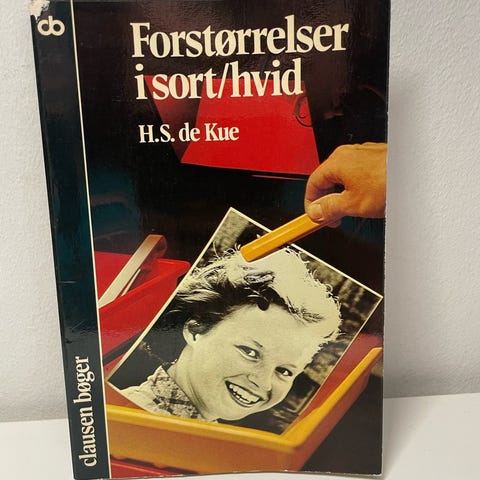 cb
Forstørrelser
i sort/hvid
H.S. de Kue
clausen bøger